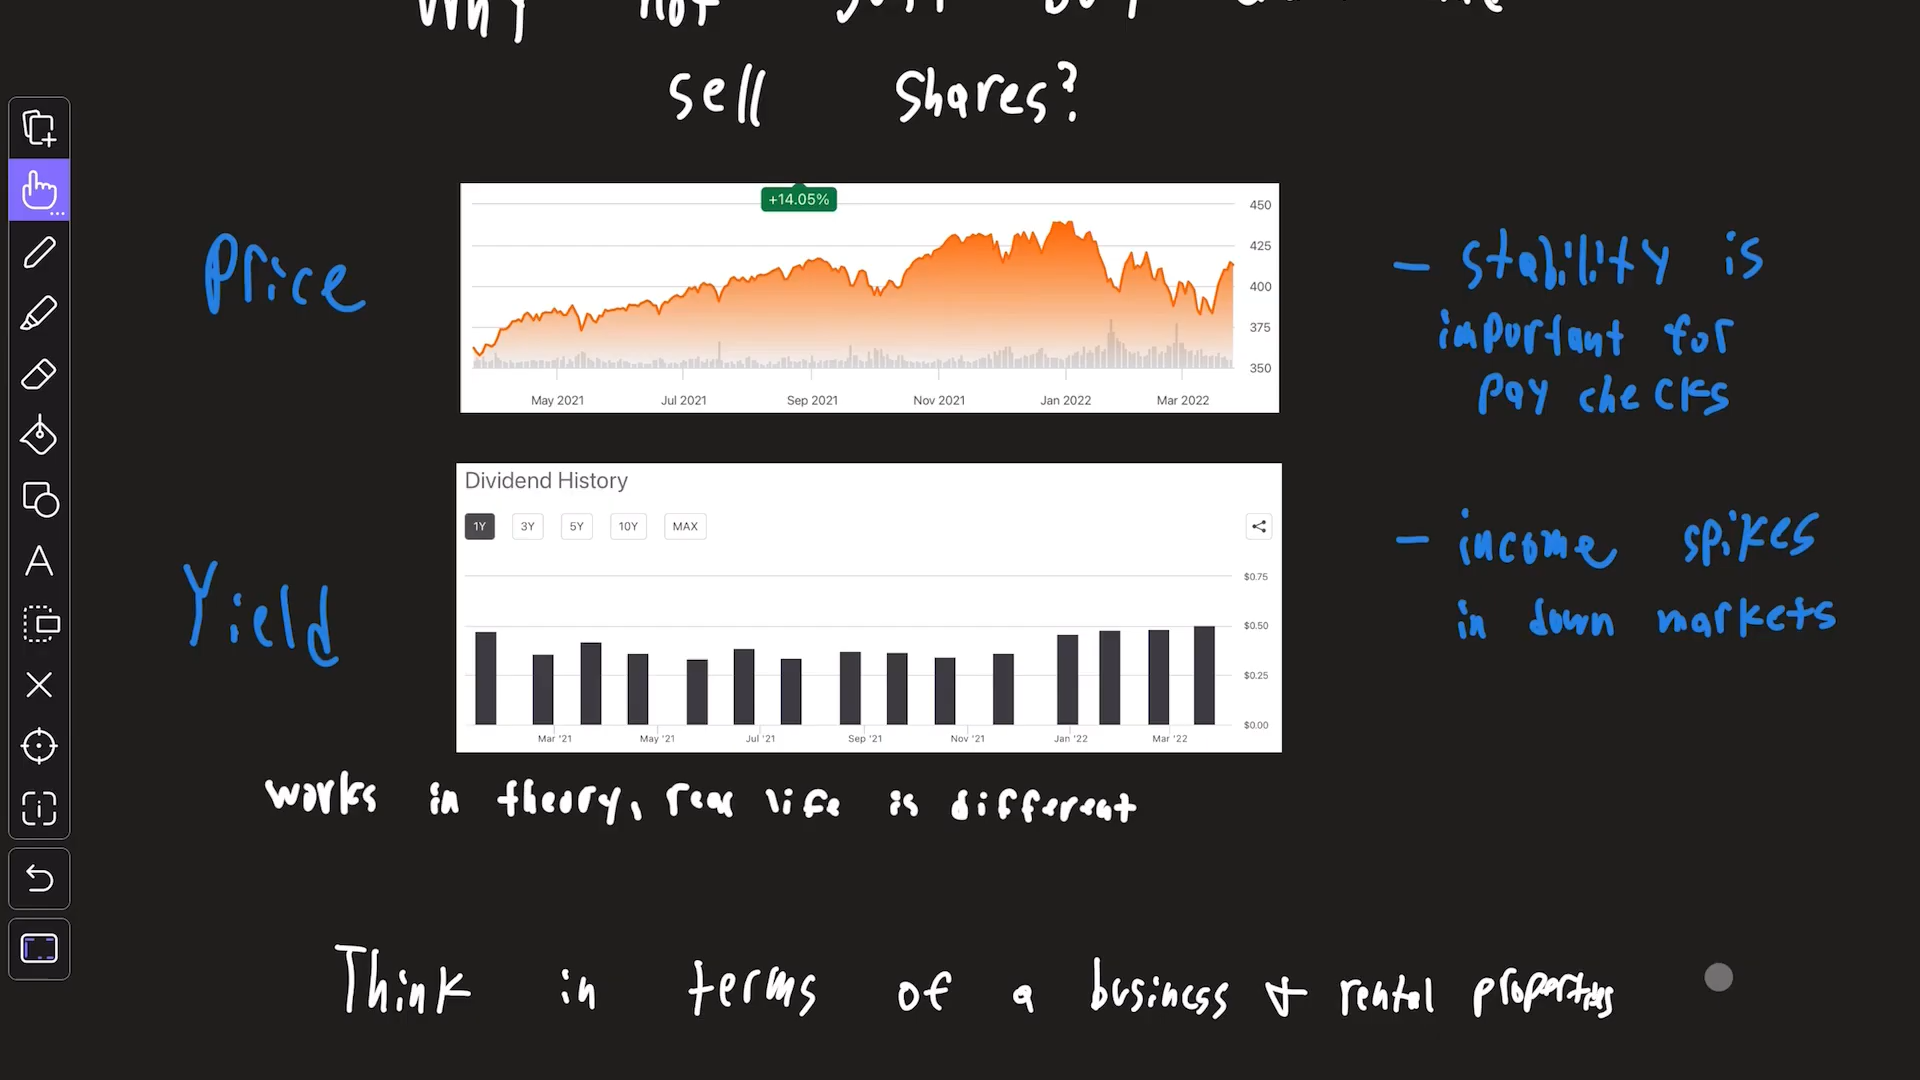 Why not just buy
sell shares?
+14.05%
450
425
400
375
350
May 2021 Jul 2021 Sep 2021 Nov 2021 Jan 2022 Mar 2022
Price
- stability is
important for
pay checks
Dividend History
1Y 3Y 5Y 10Y MAX
$0.75
$0.50
$0.25
$0.00
Mar '21 May '21 Jul '21 Sep '21 Nov '21 Jan '22 Mar '22
Yield
- income spikes
in down markets
works in theory, real life is different
Think in terms of a business & rental properties
A